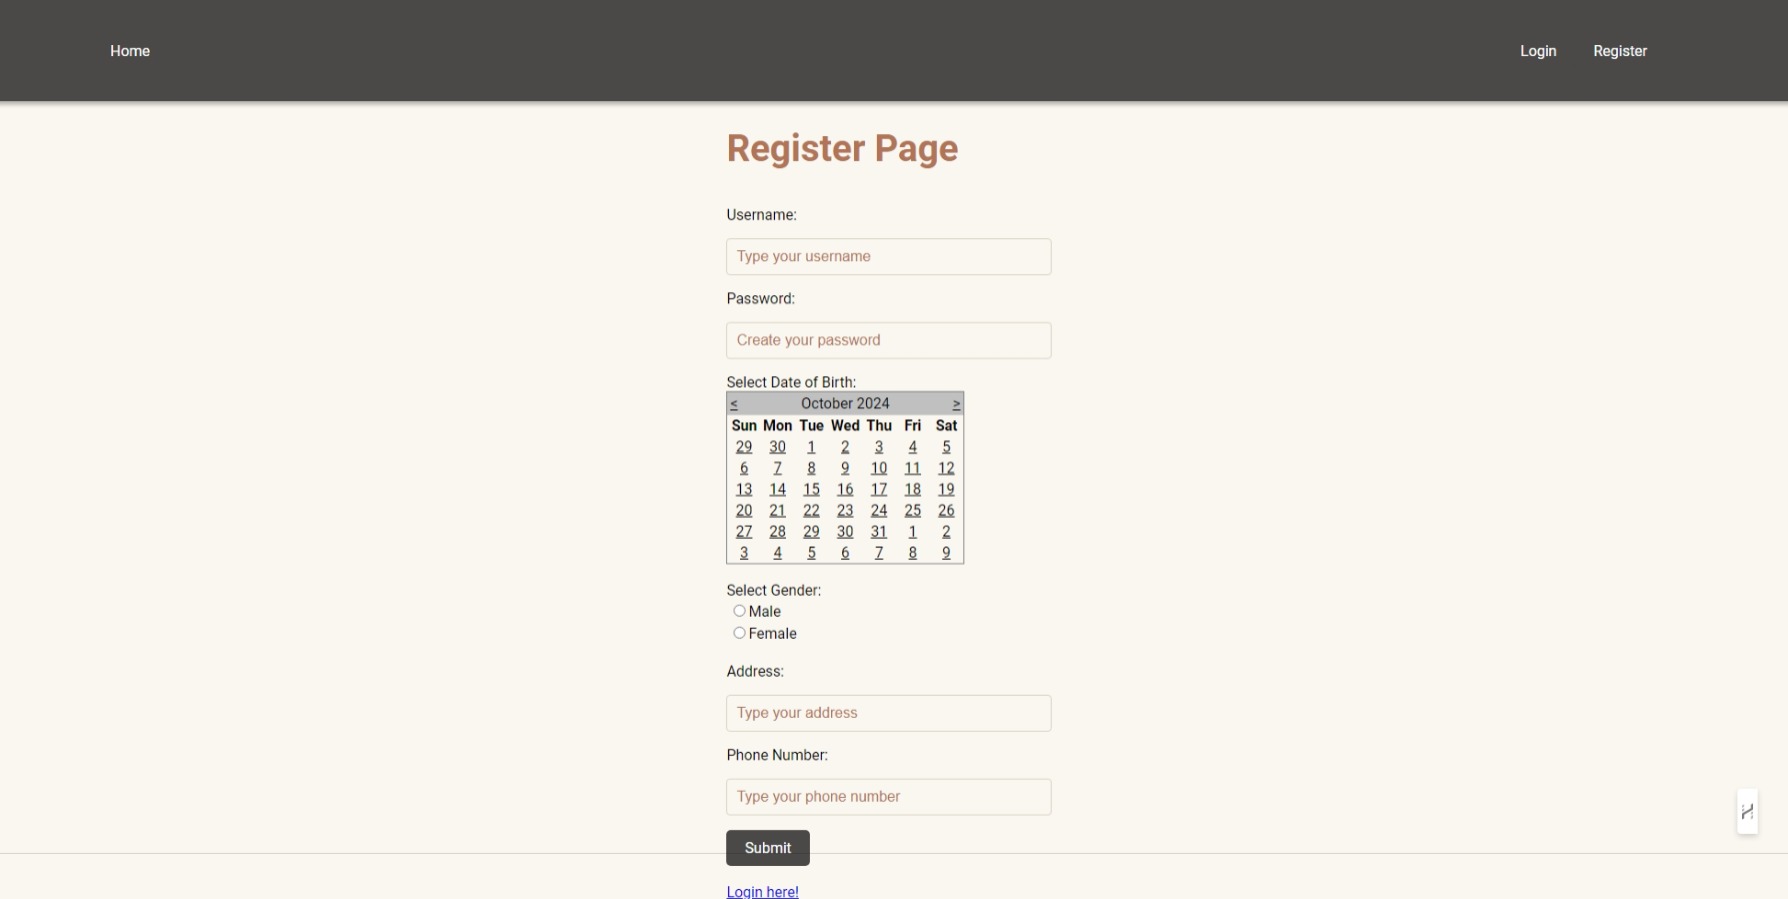 Home Login Register
Register Page
Username:
Type your username
Password:
Create your password
Select Date of Birth:
< October 2024 >
Sun Mon Tue Wed Thu Fri Sat
29 30 1 2 3 4 5
6 7 8 9 10 11 12
13 14 15 16 17 18 19
20 21 22 23 24 25 26
27 28 29 30 31 1 2
3 4 5 6 7 8 9
Select Gender:
Male
Female
Address:
Type your address
Phone Number:
Type your phone number
Submit
Login here!